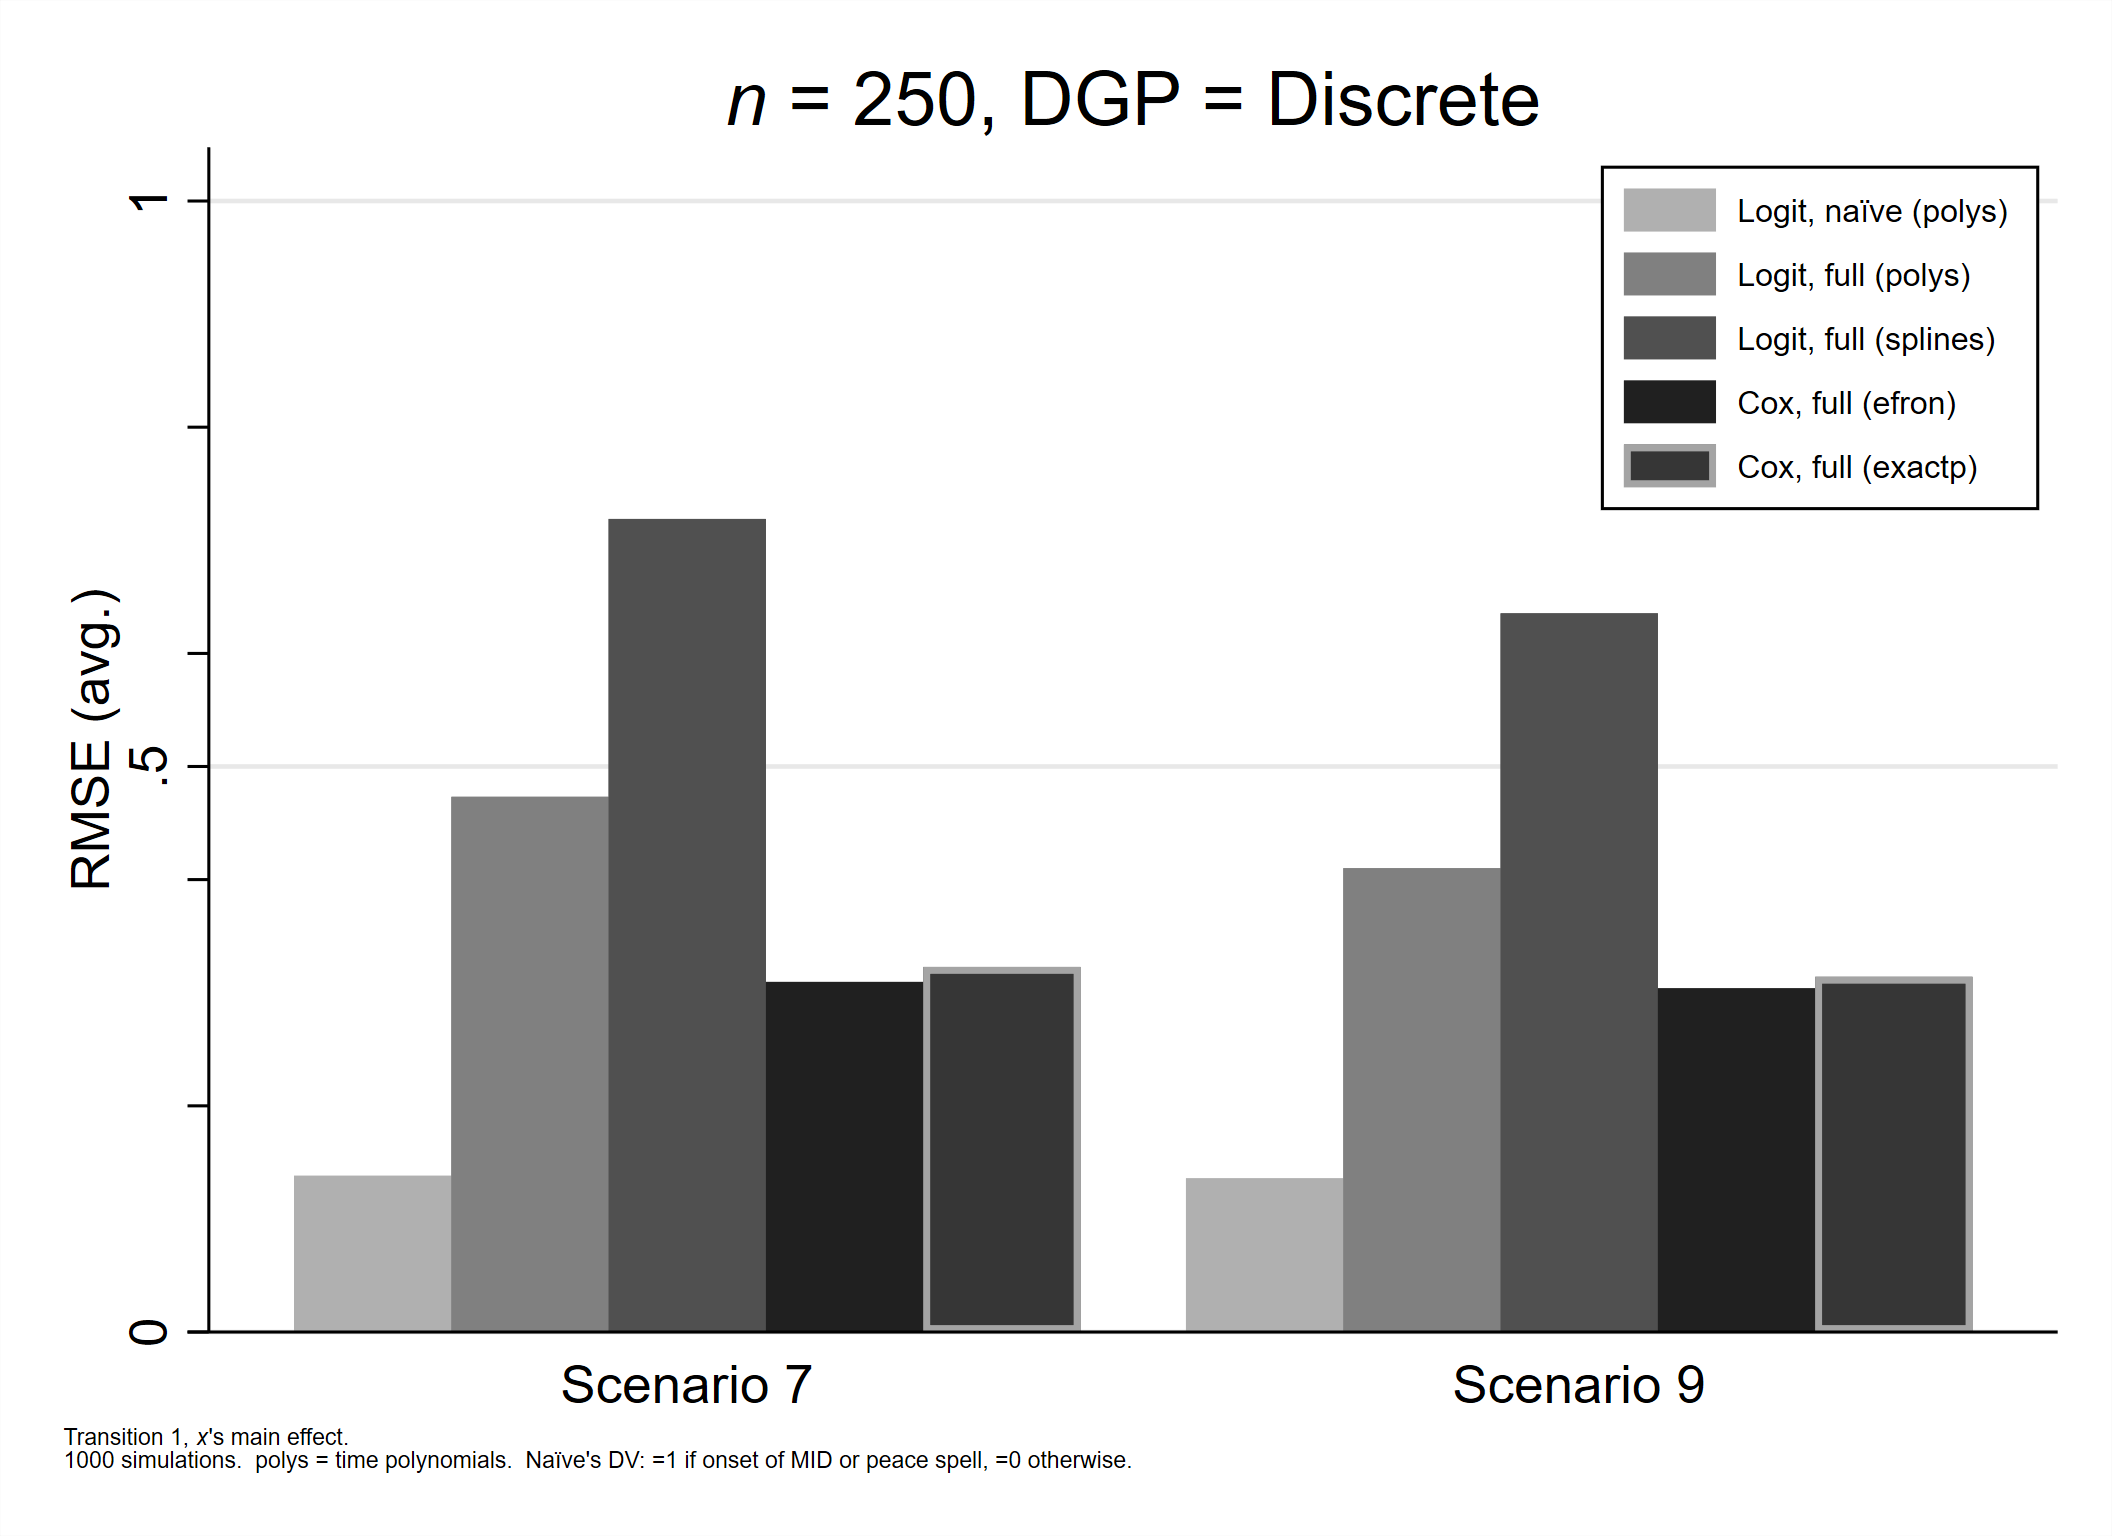 n = 250, DGP = Discrete
1
.5
0
RMSE (avg.)
Logit, naïve (polys)
Logit, full (polys)
Logit, full (splines)
Cox, full (efron)
Cox, full (exactp)
Scenario 7
Scenario 9
Transition 1, x's main effect.
1000 simulations.  polys = time polynomials.  Naïve's DV: =1 if onset of MID or peace spell, =0 otherwise.